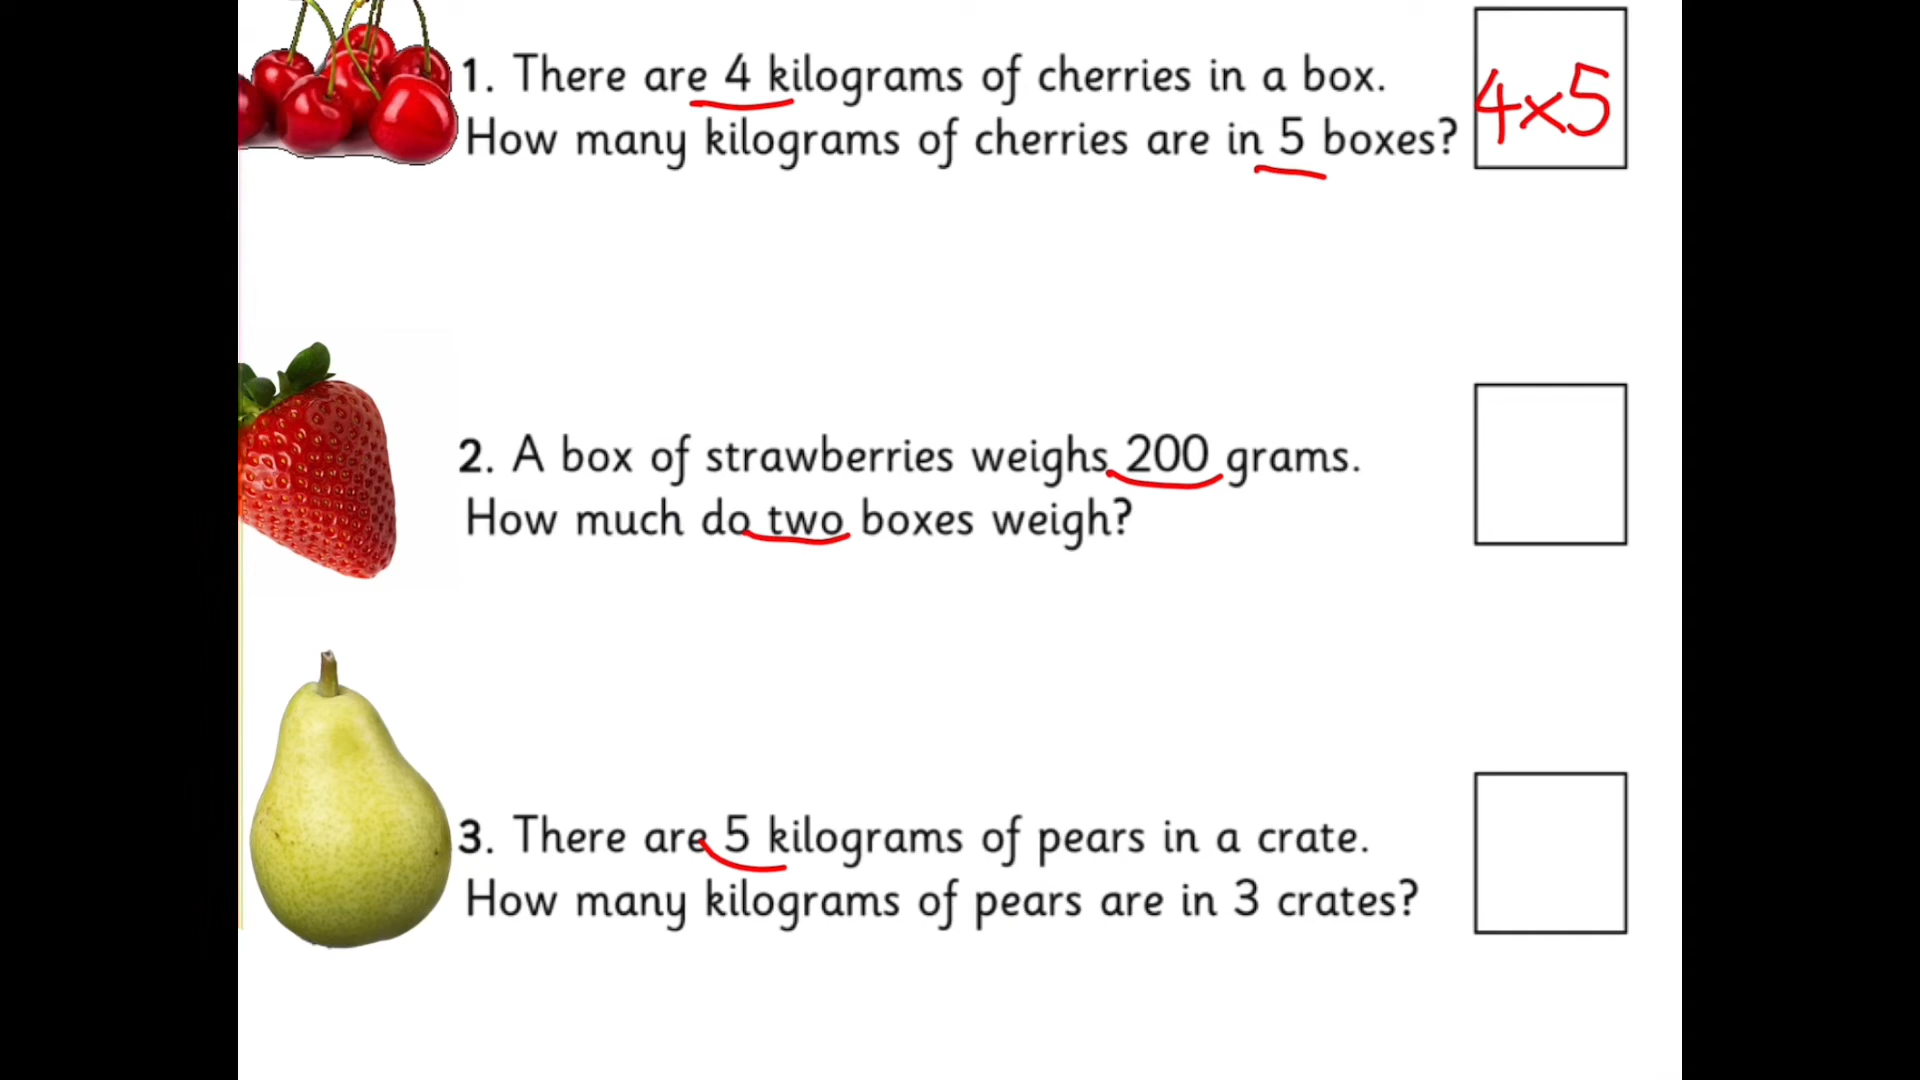 1. There are 4 kilograms of cherries in a box.
How many kilograms of cherries are in 5 boxes?
4x5
2. A box of strawberries weighs 200 grams.
How much do two boxes weigh?
3. There are 5 kilograms of pears in a crate.
How many kilograms of pears are in 3 crates?